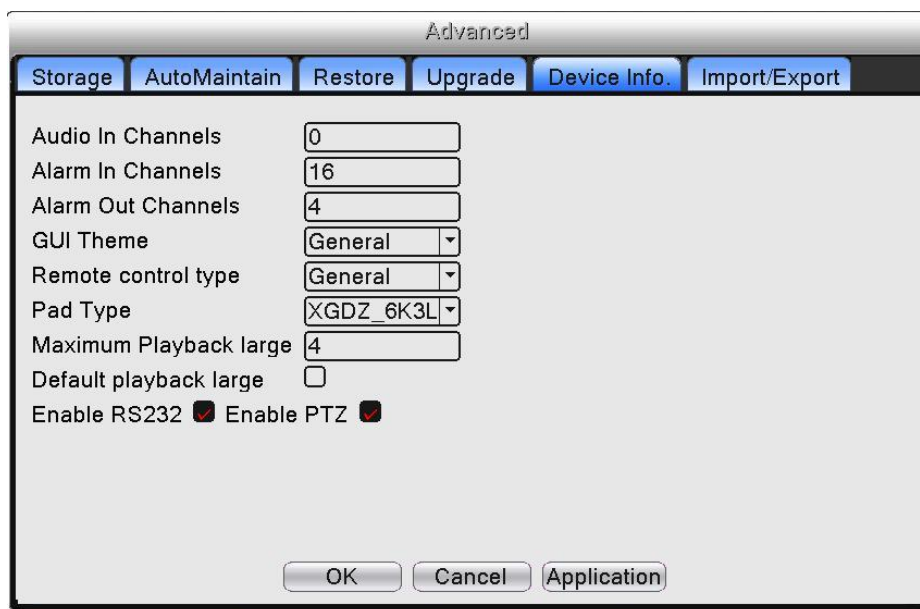 Advanced
Storage AutoMaintain Restore Upgrade Device Info. Import/Export
Audio In Channels 0
Alarm In Channels 16
Alarm Out Channels 4
GUI Theme General
Remote control type General
Pad Type XGDZ_6K3L
Maximum Playback large 4
Default playback large
Enable RS232 Enable PTZ
OK Cancel Application